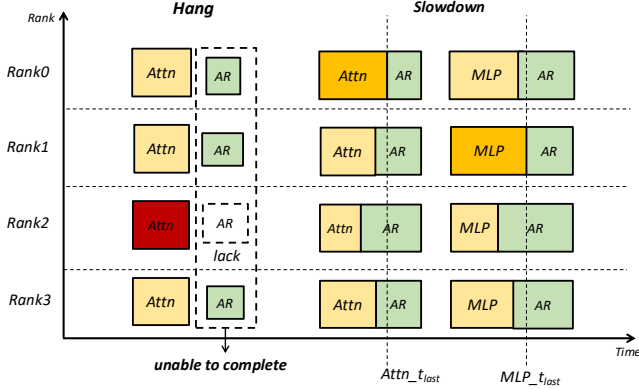 Rank
Hang
Slowdown
Rank0
Attn
AR
Attn
AR
MLP
AR
Rank1
Attn
AR
Attn
AR
MLP
AR
Rank2
Attn
AR
lack
Attn
AR
MLP
AR
Rank3
Attn
AR
Attn
AR
MLP
AR
Time
unable to complete
Attn_t_last
MLP_t_last